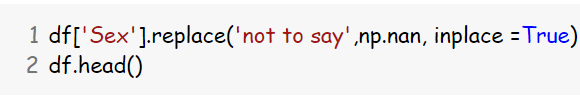 1 df['Sex'].replace('not to say',np.nan, inplace =True)
2 df.head()